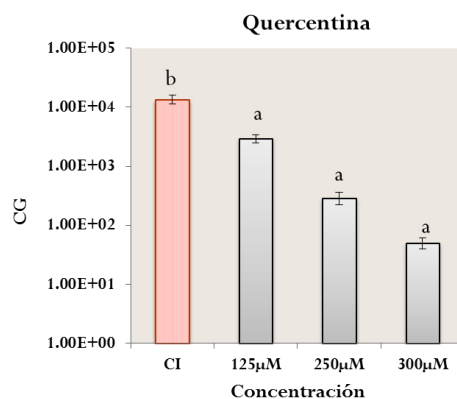 Quercentina
1.00E+05
1.00E+04
1.00E+03
1.00E+02
1.00E+01
1.00E+00
CG
b
a
a
a
CI
125µM
250µM
300µM
Concentración